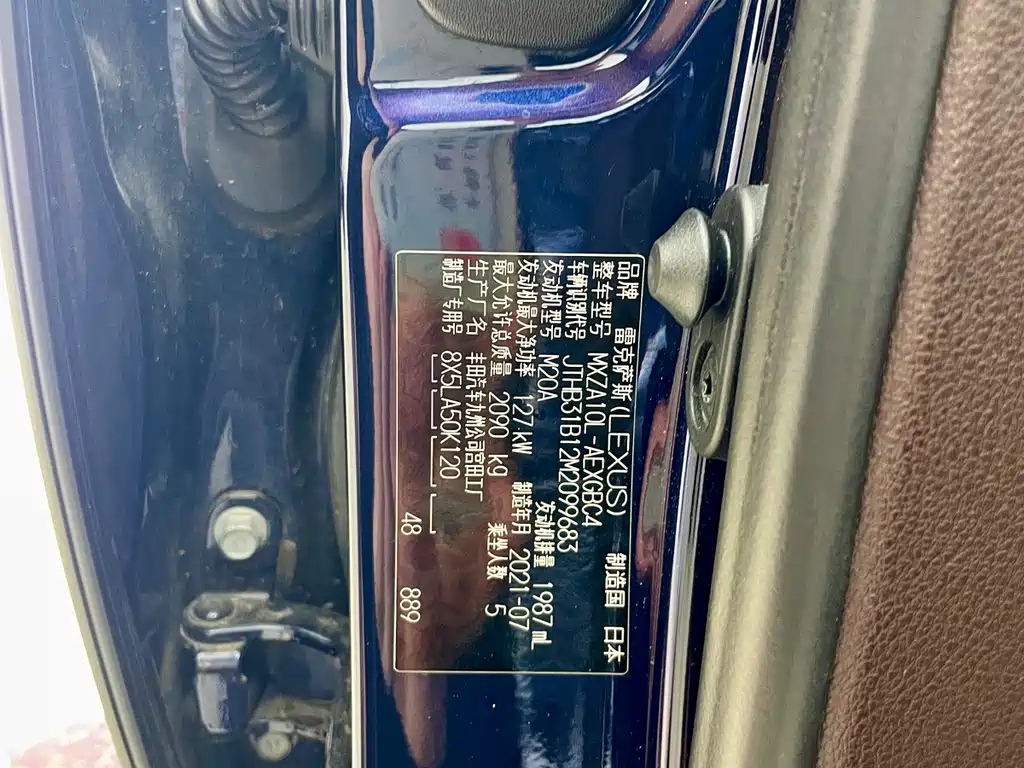 品牌 雷克萨斯(LEXUS) 制造国 日本
整车型号 MXZA10L-AEXGBC4
车辆识别代号 JTHB31B12M2099683
发动机型号 M20A 发动机排量 1987 mL
发动机最大净功率 127 kW 制造年月 2021-07
最大允许总质量 2090 kg 乘坐人数 5
生产厂名 丰田汽车九州公司宫田工厂
制造厂专用号 8X5LA50K120 48 889